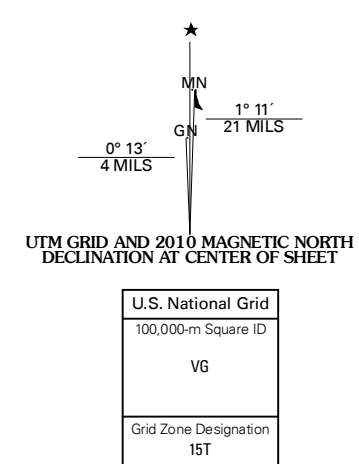 MN
1° 11´
21 MILS
GN
0° 13´
4 MILS
UTM GRID AND 2010 MAGNETIC NORTH
DECLINATION AT CENTER OF SHEET
U.S. National Grid
100,000-m Square ID
VG
Grid Zone Designation
15T